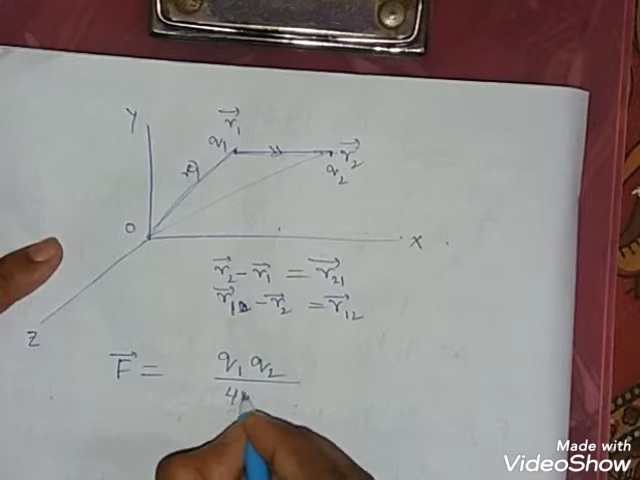 Y
r⃗₁
q₁
r⃗₂
q₂
O
X
r⃗₂ - r⃗₁ = r⃗₂₁
r⃗₁ - r⃗₂ = r⃗₁₂
Z
F⃗ = q₁ q₂
4
Made with
VideoShow